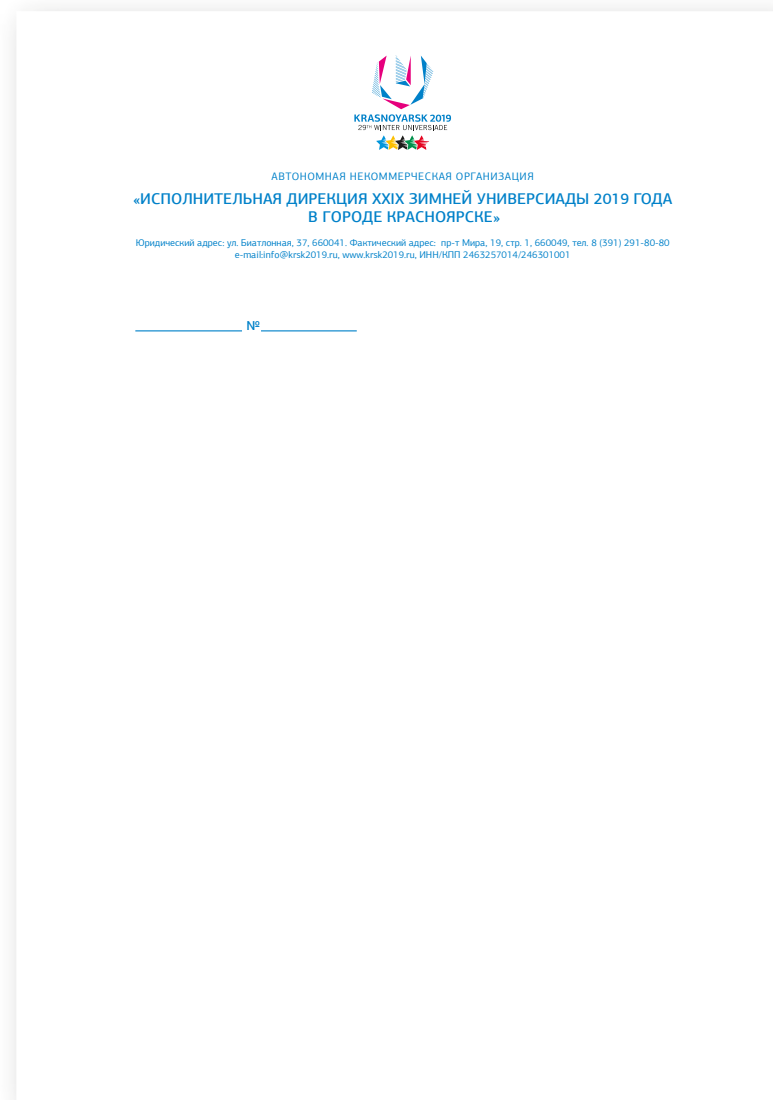 KRASNOYARSK 2019
29TH WINTER UNIVERSIADE
АВТОНОМНАЯ НЕКОММЕРЧЕСКАЯ ОРГАНИЗАЦИЯ
«ИСПОЛНИТЕЛЬНАЯ ДИРЕКЦИЯ XXIX ЗИМНЕЙ УНИВЕРСИАДЫ 2019 ГОДА
В ГОРОДЕ КРАСНОЯРСКЕ»
Юридический адрес: ул. Биатлонная, 37, 660041. Фактический адрес: пр-т Мира, 19, стр. 1, 660049, тел. 8 (391) 291-80-80
e-mail:info@krsk2019.ru, www.krsk2019.ru, ИНН/КПП 2463257014/246301001
________________ №______________